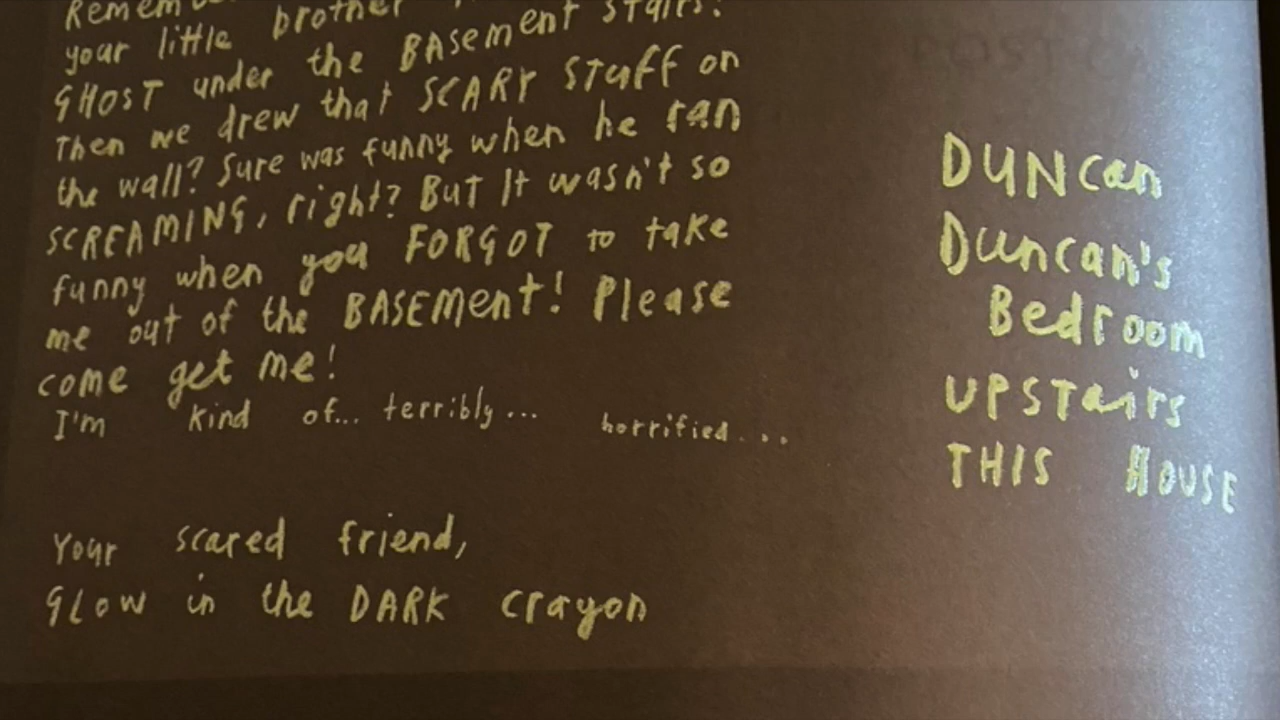 your little brother
GHOST under the BASEMENT Stairs?
Then we drew that SCARY Stuff on
the wall? Sure was funny when he ran
SCREAMING, right? But It wasn't so
funny when you FORGOT to take
me out of the BASEMENT! Please
come get me!
I'm kind of... terribly... horrified....
Your scared friend,
Glow in the DARK crayon
DUNCan
Duncan's
Bedroom
UPSTairs
THIS HOUSE